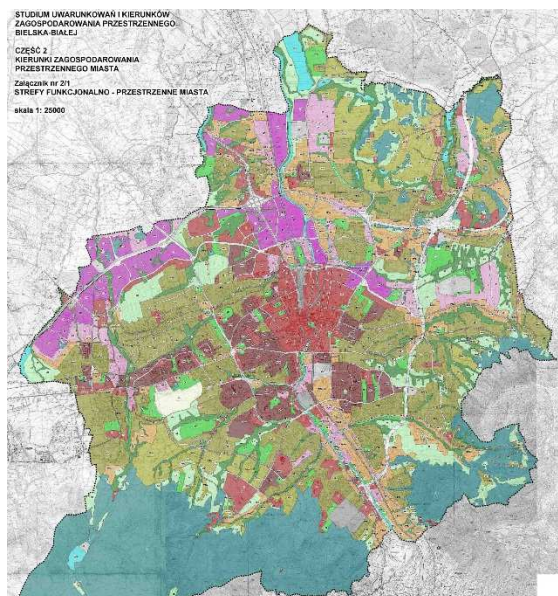 STUDIUM UWARUNKOWAŃ I KIERUNKÓW
ZAGOSPODAROWANIA PRZESTRZENNEGO
BIELSKA-BIAŁEJ
CZĘŚĆ 2
KIERUNKI ZAGOSPODAROWANIA
PRZESTRZENNEGO MIASTA
Załącznik nr 2/1
STREFY FUNKCJONALNO - PRZESTRZENNE MIASTA
skala 1: 25000